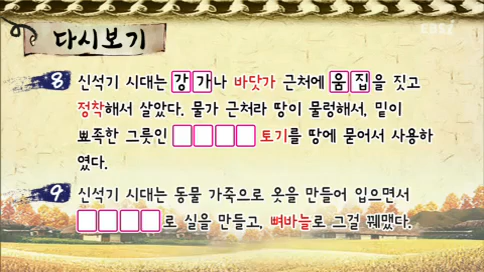 EBSi
다시보기
8 신석기 시대는 강가나 바닷가 근처에 움집을 짓고
정착해서 살았다. 물가 근처라 땅이 물렁해서, 밑이
뾰족한 그릇인 □□□□ 토기를 땅에 묻어서 사용하
였다.
9 신석기 시대는 동물 가죽으로 옷을 만들어 입으면서
□□□□로 실을 만들고, 뼈바늘로 그걸 꿰맸다.